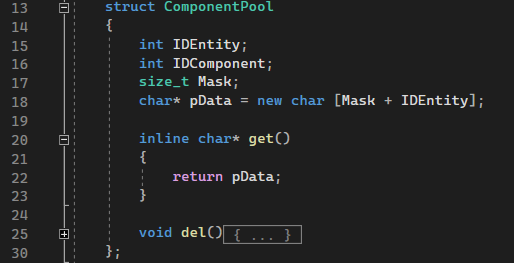 13 struct ComponentPool
14 {
15 int IDEntity;
16 int IDComponent;
17 size_t Mask;
18 char* pData = new char [Mask + IDEntity];
19
20 inline char* get()
21 {
22 return pData;
23 }
24
25 void del(){ ... }
30 };